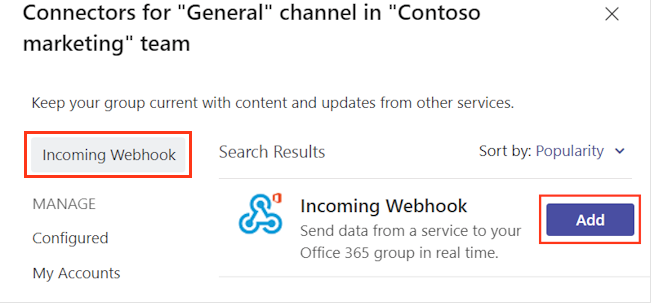 Connectors for "General" channel in "Contoso
marketing" team
Keep your group current with content and updates from other services.
Incoming Webhook
Search Results
Sort by: Popularity
MANAGE
Configured
My Accounts
Incoming Webhook
Send data from a service to your
Office 365 group in real time.
Add